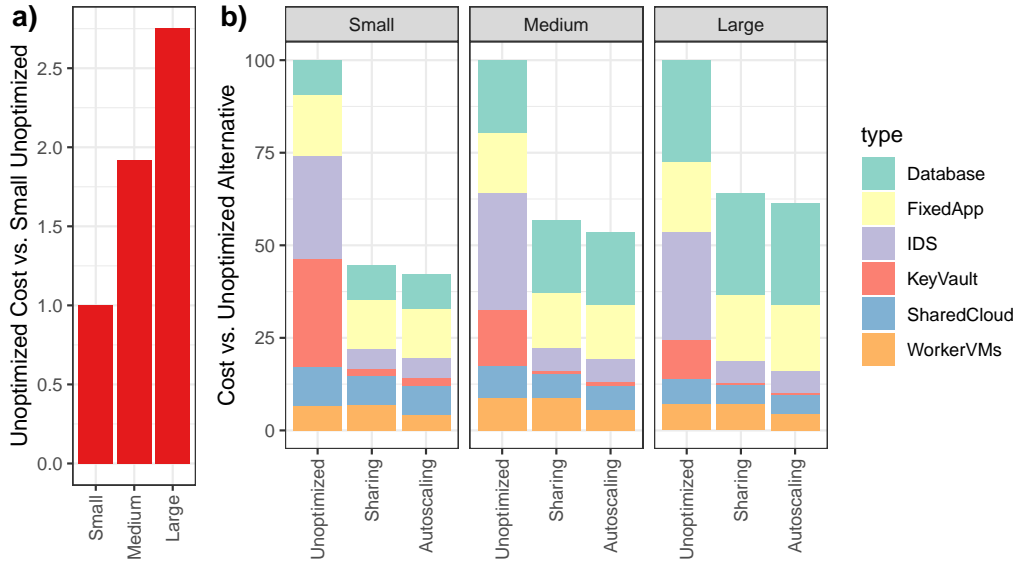 a)
Unoptimized Cost vs. Small Unoptimized
2.5
2.0
1.5
1.0
0.5
0.0
Small
Medium
Large
b)
Cost vs. Unoptimized Alternative
Small
Medium
Large
100
75
50
25
0
Unoptimized
Sharing
Autoscaling
Unoptimized
Sharing
Autoscaling
Unoptimized
Sharing
Autoscaling
type
Database
FixedApp
IDS
KeyVault
SharedCloud
WorkerVMs